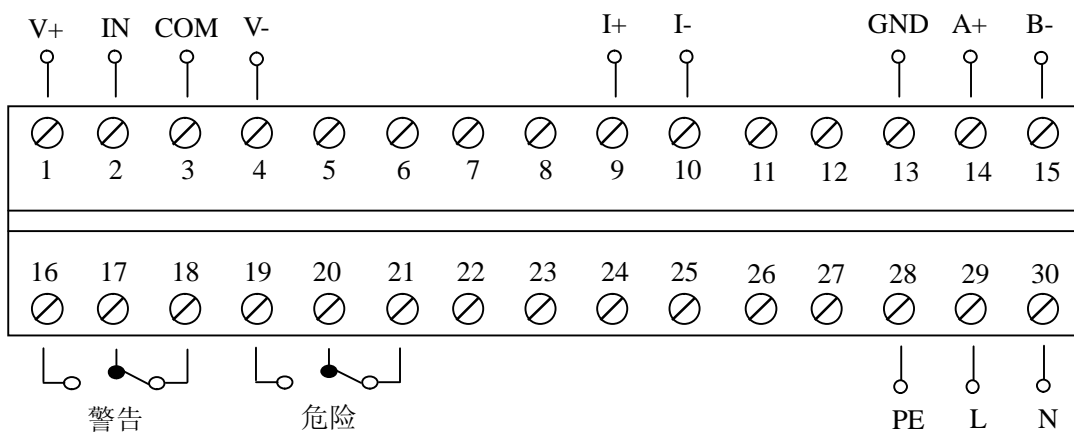 V+ IN COM V- I+ I- GND A+ B-
1 2 3 4 5 6 7 8 9 10 11 12 13 14 15
16 17 18 19 20 21 22 23 24 25 26 27 28 29 30
警告 危险 PE L N